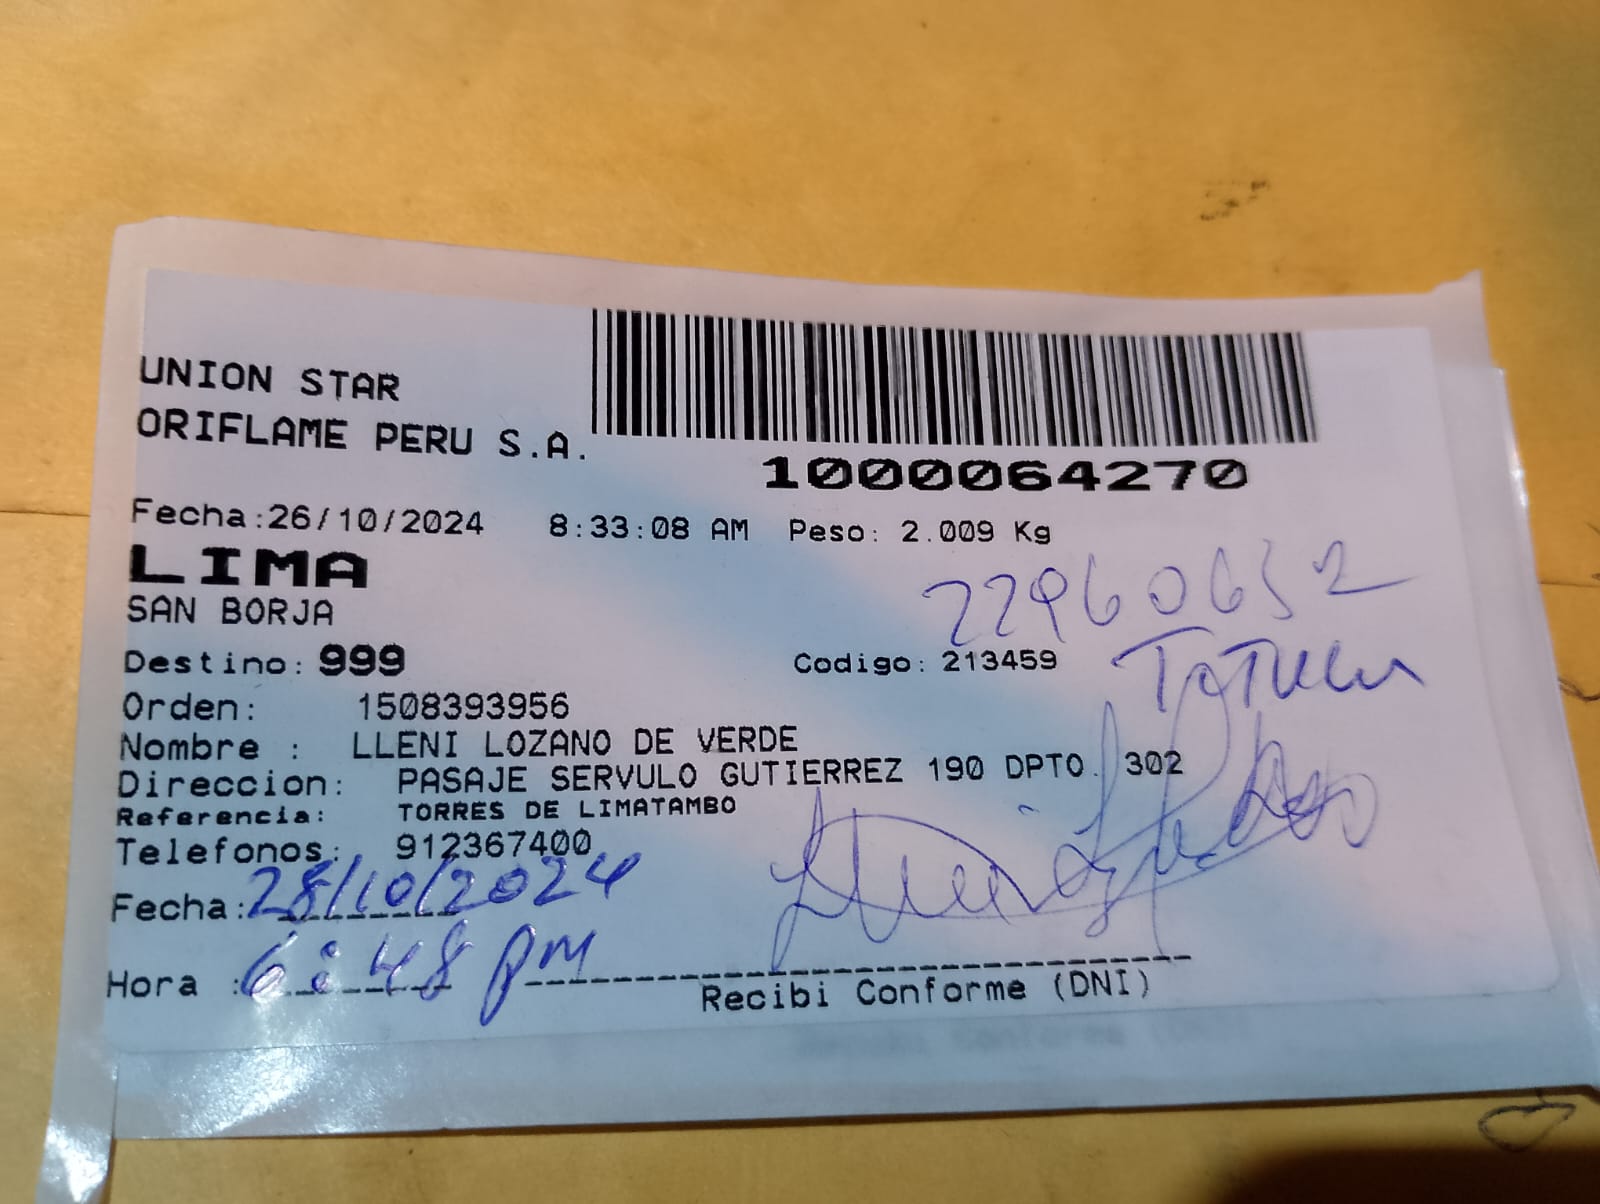 UNION STAR
ORIFLAME PERU S.A.
1000064270
Fecha:26/10/2024 8:33:08 AM Peso: 2.009 Kg
LIMA
SAN BORJA
22960652
Destino: 999 Codigo: 213459
Orden: 1508393956
Nombre : LLENI LOZANO DE VERDE
Direccion: PASAJE SERVULO GUTIERREZ 190 DPTO. 302
Referencia: TORRES DE LIMATAMBO
Telefonos: 912367400
Fecha: 28/10/2024
Hora : 6:48 pm
Recibi Conforme (DNI)